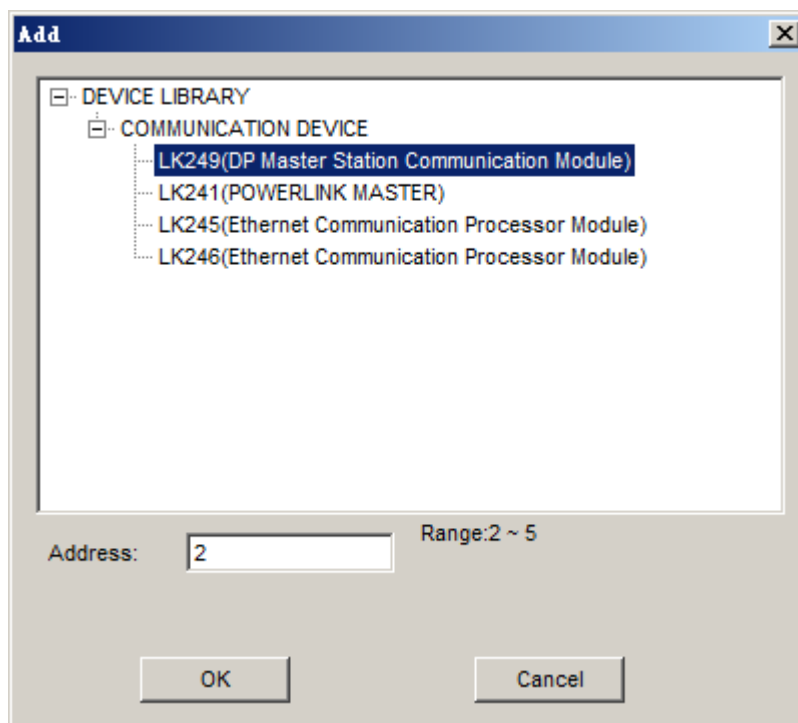 Add
DEVICE LIBRARY
COMMUNICATION DEVICE
LK249(DP Master Station Communication Module)
LK241(POWERLINK MASTER)
LK245(Ethernet Communication Processor Module)
LK246(Ethernet Communication Processor Module)
Range:2 ~ 5
Address: 2
OK Cancel